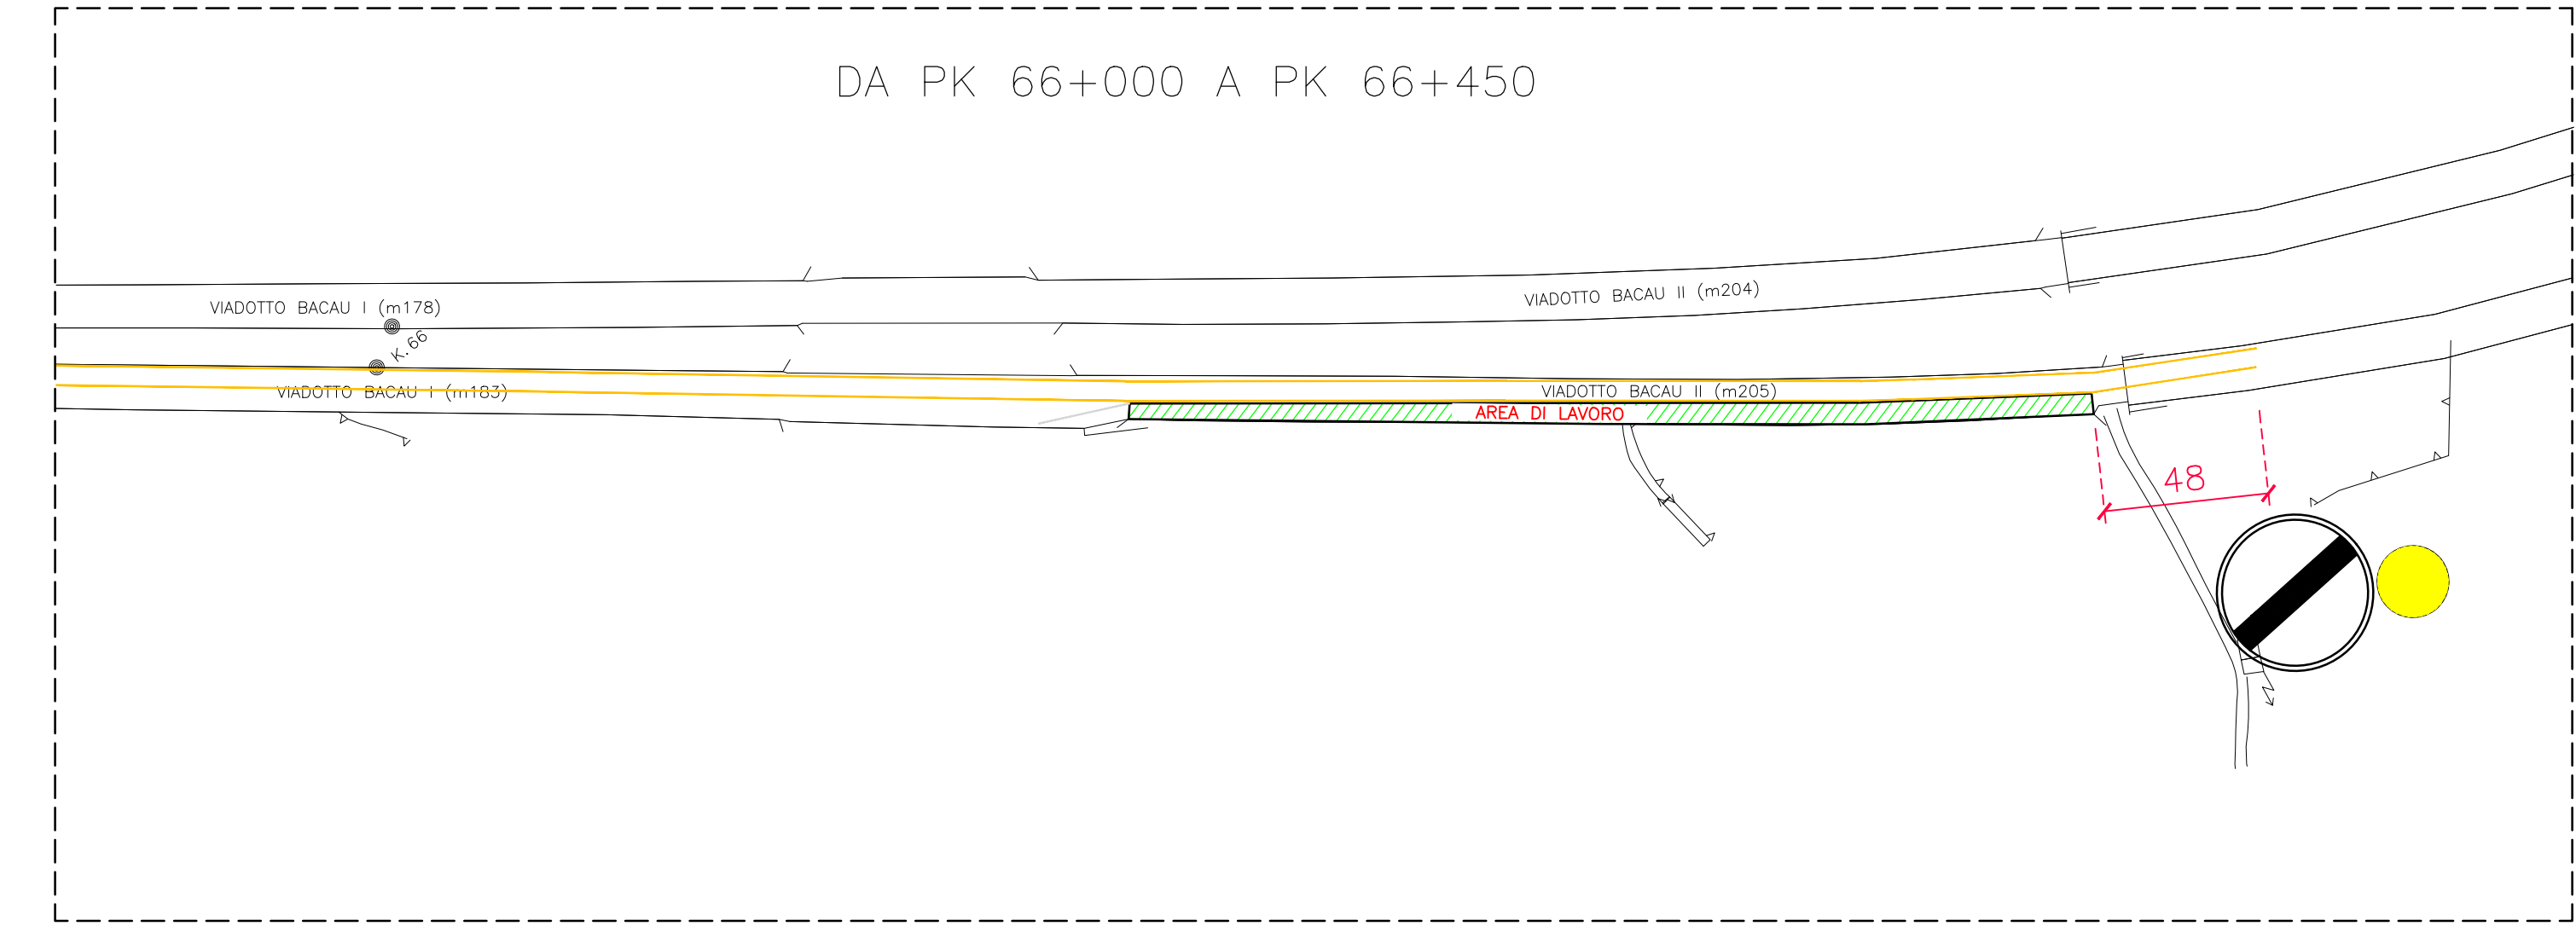 DA PK 66+000 A PK 66+450
VIADOTTO BACAU II (m204)
VIADOTTO BACAU I (m178)
K.66
VIADOTTO BACAU I (m183)
VIADOTTO BACAU II (m205)
AREA DI LAVORO
48